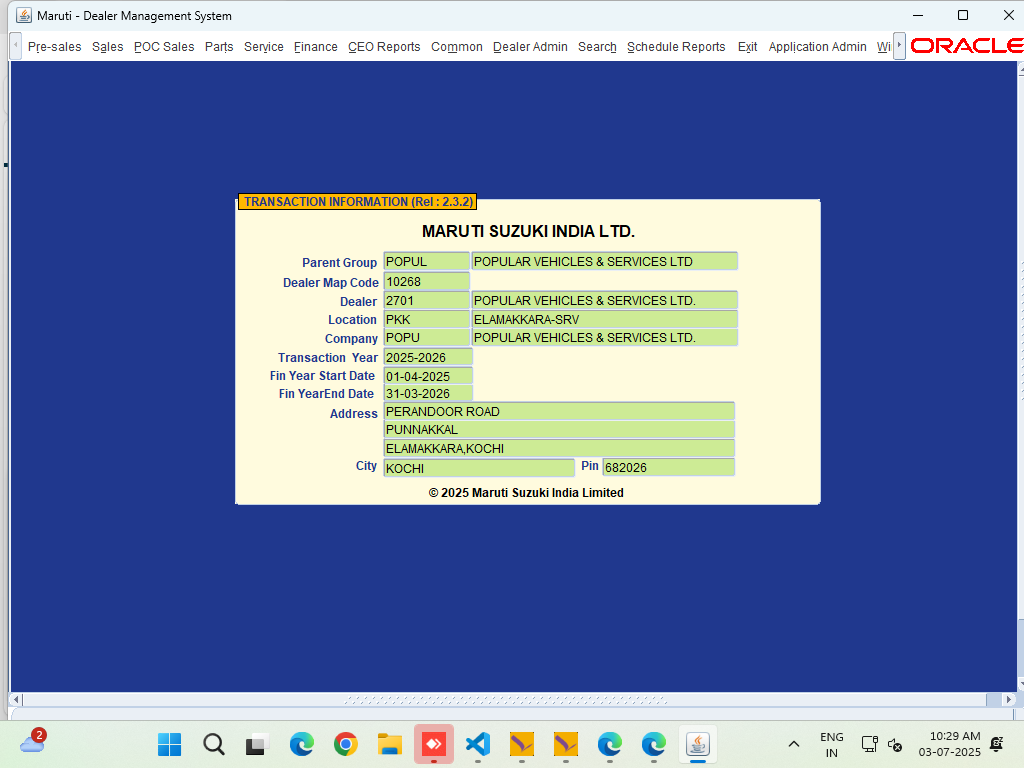 Maruti - Dealer Management System
Pre-sales Sales POC Sales Parts Service Finance CEO Reports Common Dealer Admin Search Schedule Reports Exit Application Admin Wi ORACLE
TRANSACTION INFORMATION (Rel : 2.3.2)
MARUTI SUZUKI INDIA LTD.
Parent Group POPUL POPULAR VEHICLES & SERVICES LTD
Dealer Map Code 10268
Dealer 2701 POPULAR VEHICLES & SERVICES LTD.
Location PKK ELAMAKKARA-SRV
Company POPU POPULAR VEHICLES & SERVICES LTD.
Transaction Year 2025-2026
Fin Year Start Date 01-04-2025
Fin YearEnd Date 31-03-2026
Address PERANDOOR ROAD
PUNNAKKAL
ELAMAKKARA,KOCHI
City KOCHI Pin 682026
© 2025 Maruti Suzuki India Limited
2
ENG
IN
10:29 AM
03-07-2025